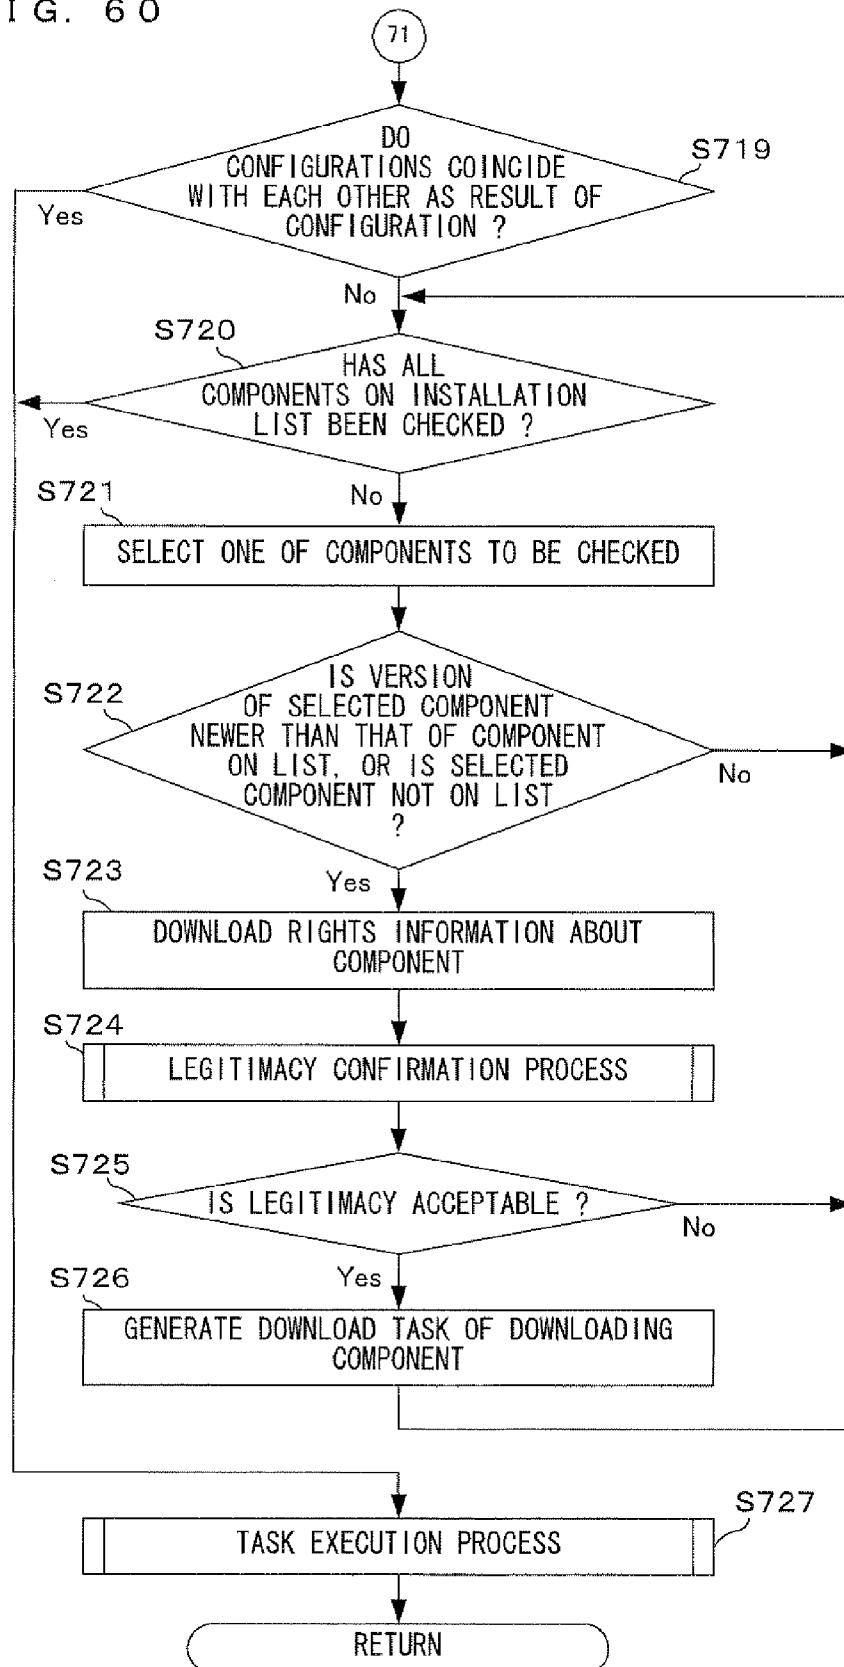 IG. 60
71
DO
CONFIGURATIONS COINCIDE
WITH EACH OTHER AS RESULT OF
CONFIGURATION ?
S719
Yes
No
S720
HAS ALL
COMPONENTS ON INSTALLATION
LIST BEEN CHECKED ?
Yes
No
S721
SELECT ONE OF COMPONENTS TO BE CHECKED
S722
IS VERSION
OF SELECTED COMPONENT
NEWER THAN THAT OF COMPONENT
ON LIST, OR IS SELECTED
COMPONENT NOT ON LIST
?
No
Yes
S723
DOWNLOAD RIGHTS INFORMATION ABOUT
COMPONENT
S724
LEGITIMACY CONFIRMATION PROCESS
S725
IS LEGITIMACY ACCEPTABLE ?
No
Yes
S726
GENERATE DOWNLOAD TASK OF DOWNLOADING
COMPONENT
S727
TASK EXECUTION PROCESS
RETURN